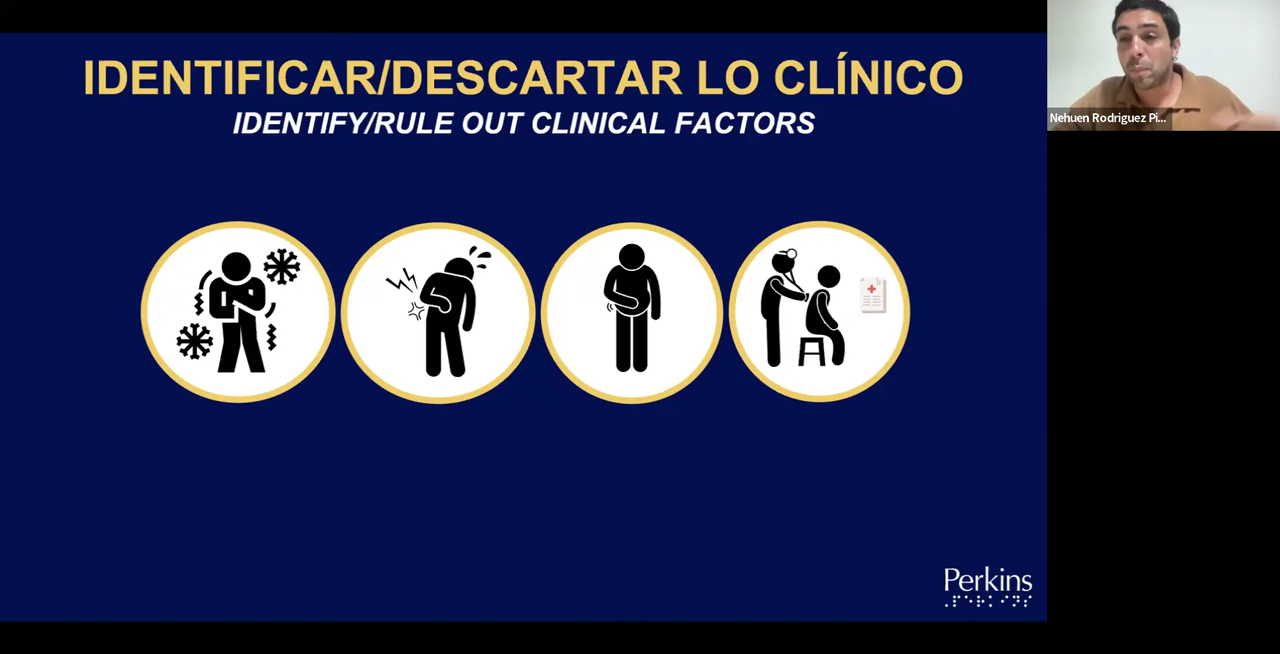 IDENTIFICAR/DESCARTAR LO CLÍNICO
IDENTIFY/RULE OUT CLINICAL FACTORS
Nehuen Rodriguez Pi...
Perkins